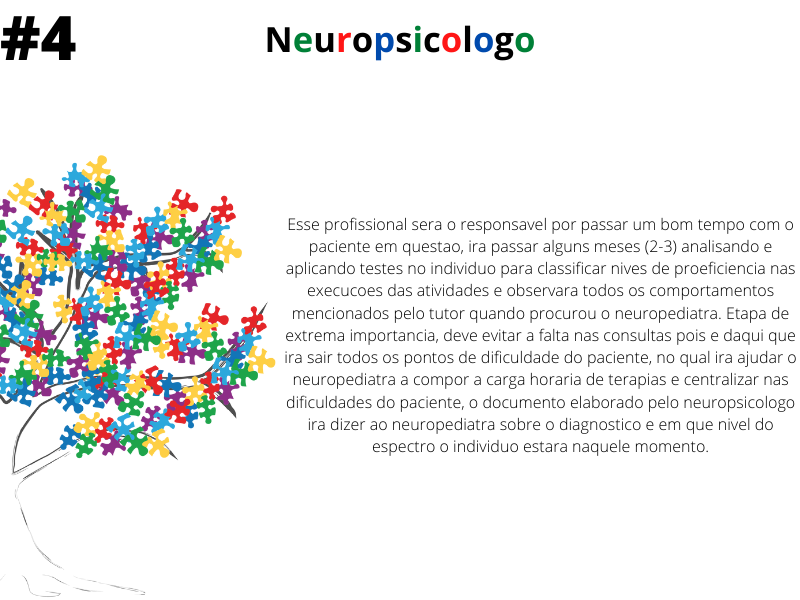 #4
Neuropsicologo
Esse profissional sera o responsavel por passar um bom tempo com o
paciente em questao, ira passar alguns meses (2-3) analisando e
aplicando testes no individuo para classificar nives de proeficiencia nas
execucoes das atividades e observara todos os comportamentos
mencionados pelo tutor quando procurou o neuropediatra. Etapa de
extrema importancia, deve evitar a falta nas consultas pois e daqui que
ira sair todos os pontos de dificuldade do paciente, no qual ira ajudar o
neuropediatra a compor a carga horaria de terapias e centralizar nas
dificuldades do paciente, o documento elaborado pelo neuropsicologo
ira dizer ao neuropediatra sobre o diagnostico e em que nivel do
espectro o individuo estara naquele momento.